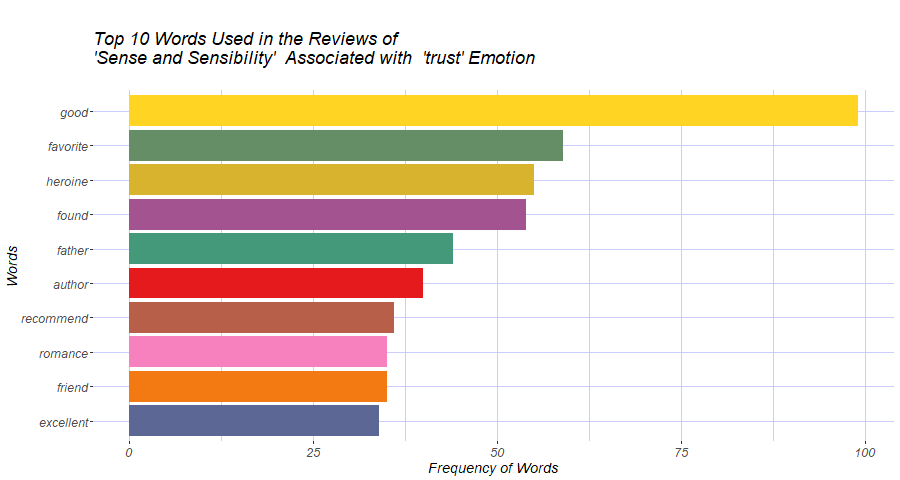 Top 10 Words Used in the Reviews of
'Sense and Sensibility'  Associated with  'trust' Emotion
good
favorite
heroine
found
father
author
recommend
romance
friend
excellent
Words
0 25 50 75 100
Frequency of Words